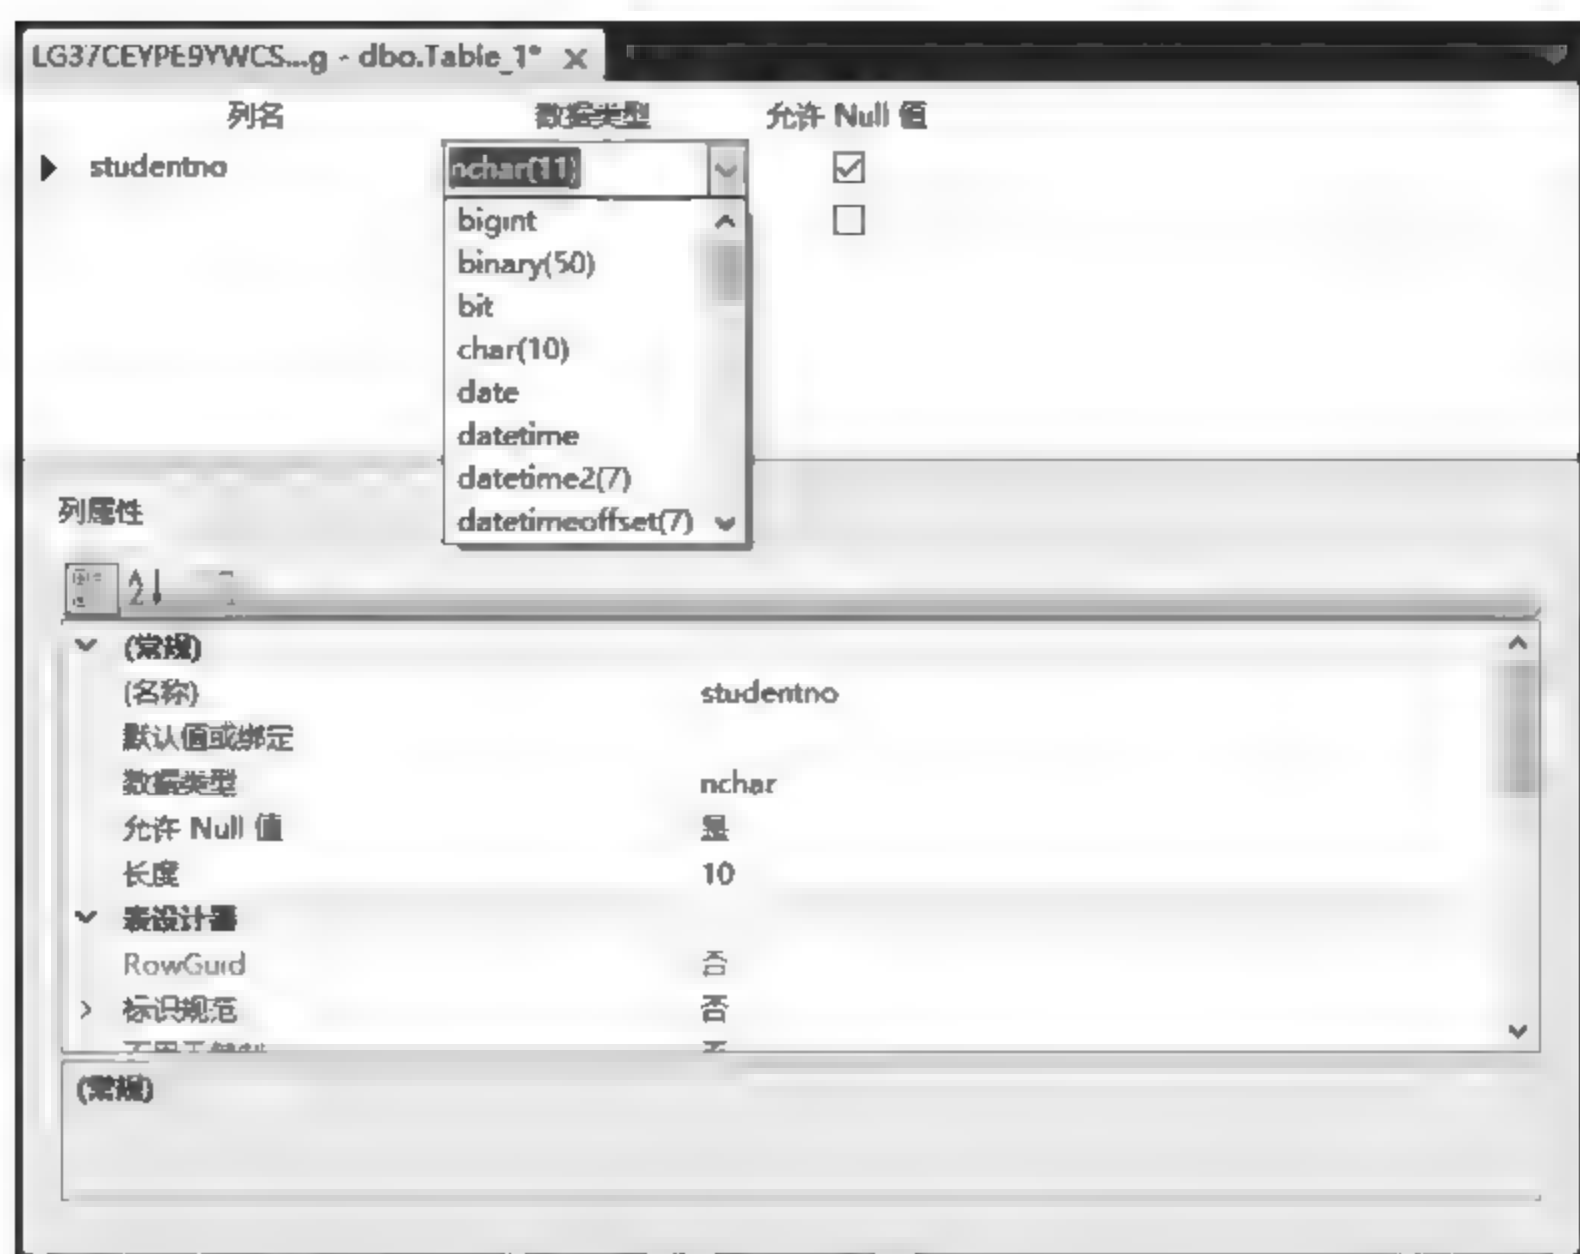 LG37CEYPE9YWCS...g - dbo.Table_1* ×
列名 数据类型 允许 Null 值
studentno nchar(11)
bigint
binary(50)
bit
char(10)
date
datetime
datetime2(7)
datetimeoffset(7)
列属性
(常规)
(名称) studentno
默认值或绑定
数据类型 nchar
允许 Null 值 是
长度 10
表设计器
RowGuid 否
标识规范 否
(常规)